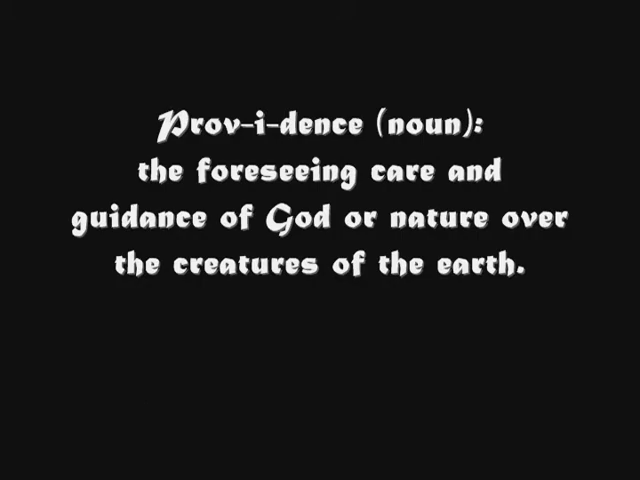 Prov-i-dence (noun):
the foreseeing care and
guidance of God or nature over
the creatures of the earth.